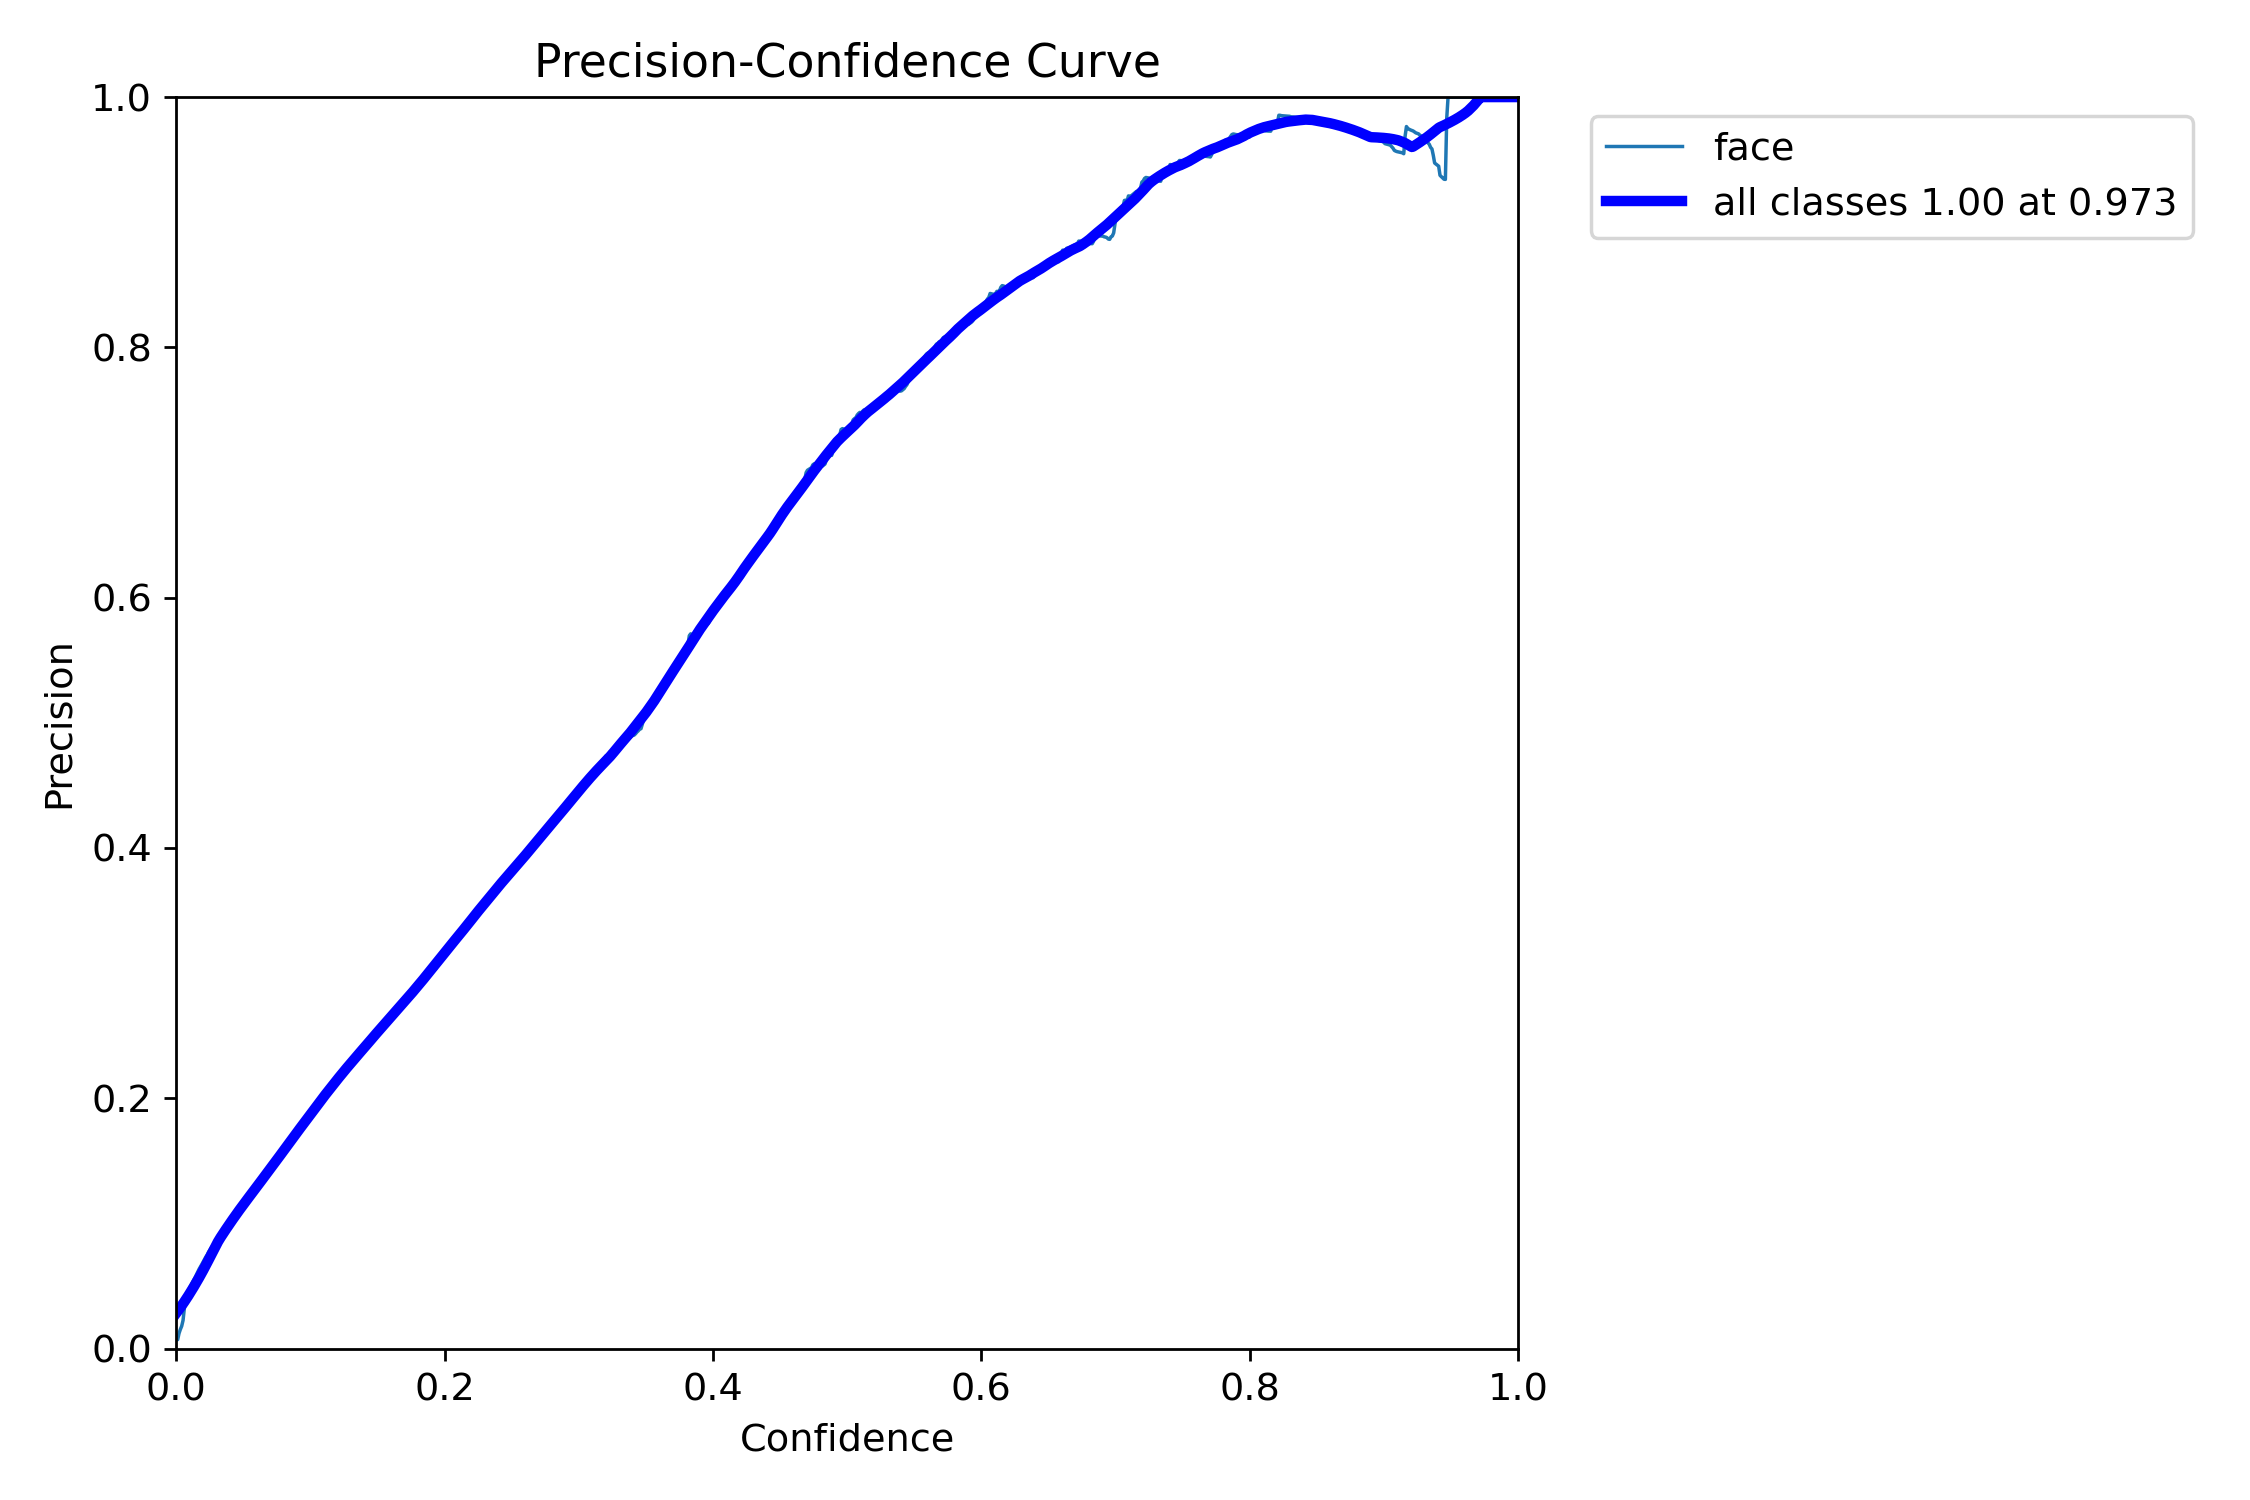 Precision-Confidence Curve
1.0
0.8
0.6
0.4
0.2
0.0
Precision
0.0 0.2 0.4 0.6 0.8 1.0
Confidence
face
all classes 1.00 at 0.973